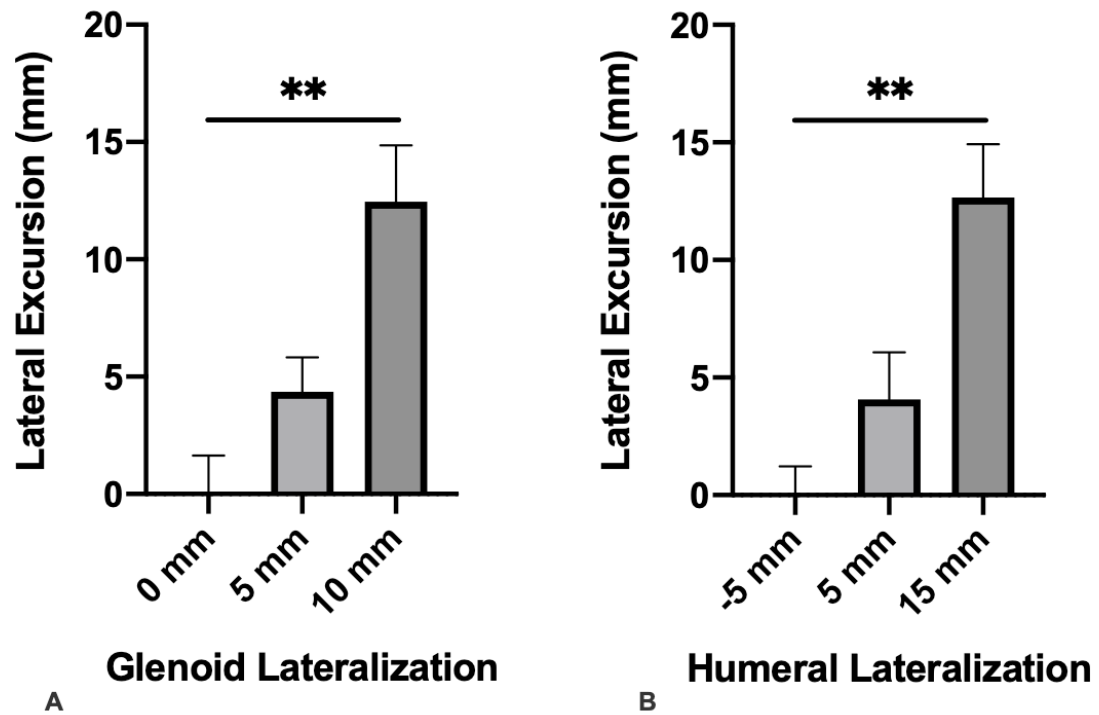 Lateral Excursion (mm)
20
15
10
5
0
**
0 mm
5 mm
10 mm
Glenoid Lateralization
A
Lateral Excursion (mm)
20
15
10
5
0
**
-5 mm
5 mm
15 mm
Humeral Lateralization
B